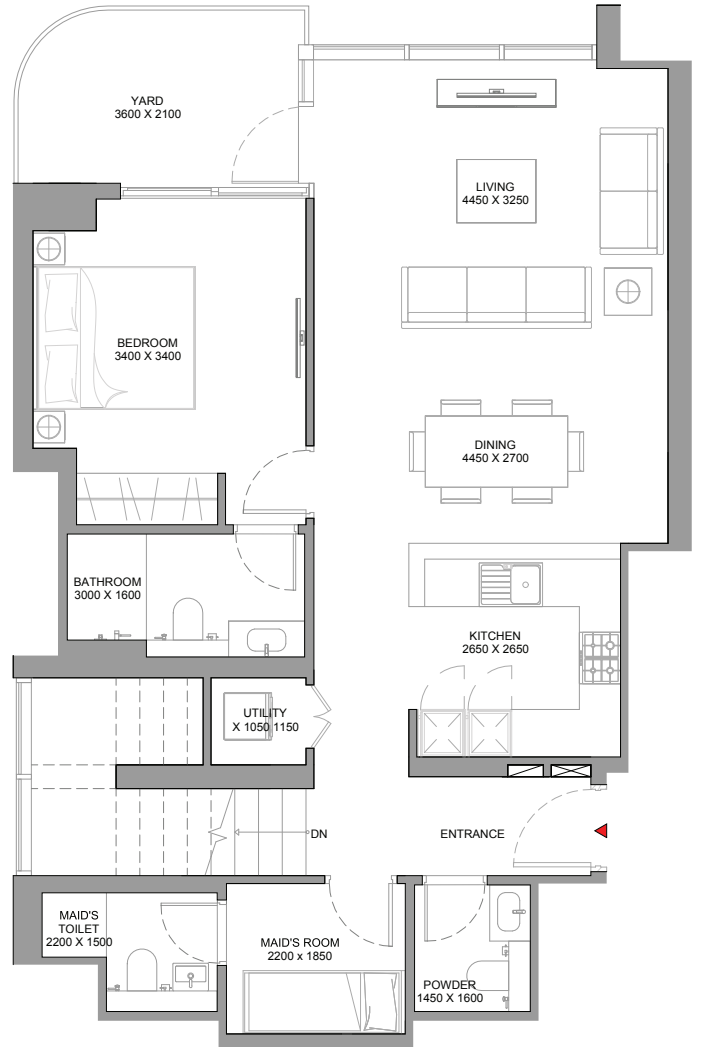 YARD
3600 X 2100
LIVING
4450 X 3250
BEDROOM
3400 X 3400
DINING
4450 X 2700
BATHROOM
3000 X 1600
KITCHEN
2650 X 2650
UTILITY
X 1050 1150
DN
ENTRANCE
MAID'S
TOILET
2200 X 1500
MAID'S ROOM
2200 x 1850
POWDER
1450 X 1600